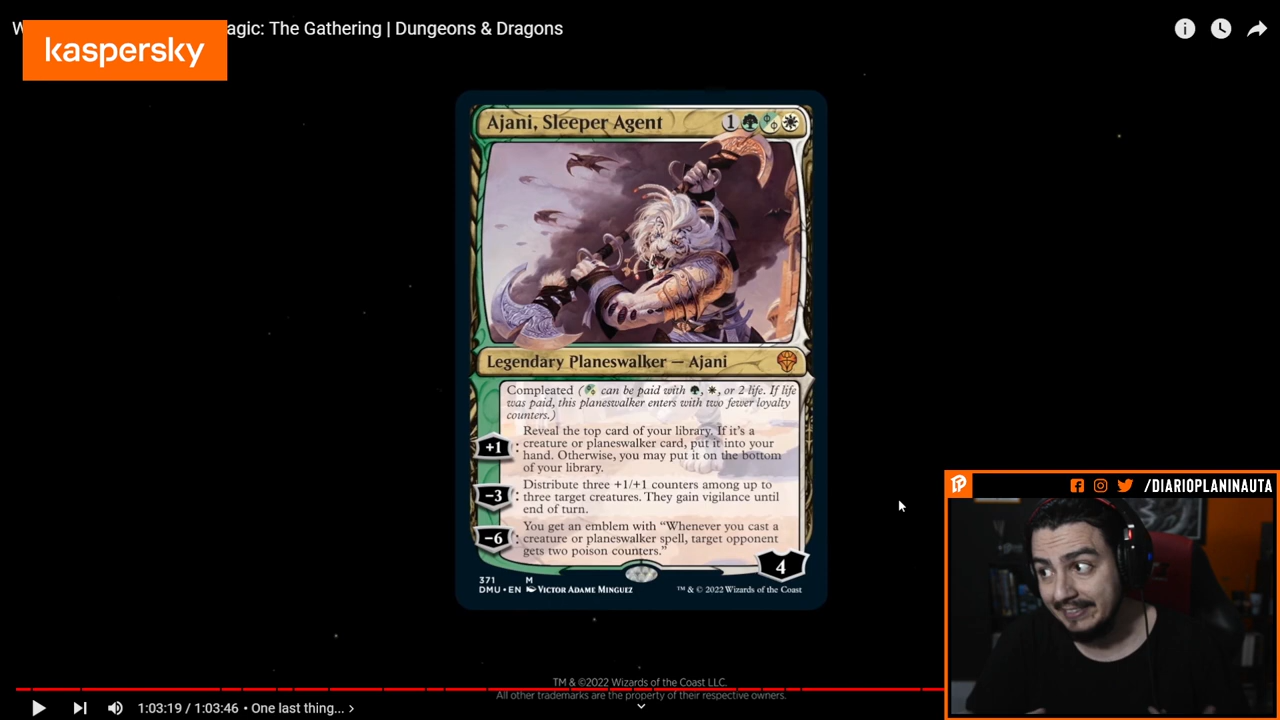 W
agic: The Gathering | Dungeons & Dragons
kaspersky
Ajani, Sleeper Agent
1
Legendary Planeswalker — Ajani
Compleated ( can be paid with , , or 2 life. If life
was paid, this planeswalker enters with two fewer loyalty
counters.)
+1 : Reveal the top card of your library. If it's a
creature or planeswalker card, put it into your
hand. Otherwise, you may put it on the bottom
of your library.
−3 : Distribute three +1/+1 counters among up to
three target creatures. They gain vigilance until
end of turn.
−6 : You get an emblem with “Whenever you cast a
creature or planeswalker spell, target opponent
gets two poison counters.”
4
371 M
DMU • EN Victor Adame Minguez
™ & © 2022 Wizards of the Coast
/DIARIOPLANINAUTA
TM & ©2022 Wizards of the Coast LLC.
All other trademarks are the property of their respective owners.
1:03:19 / 1:03:46 • One last thing... >